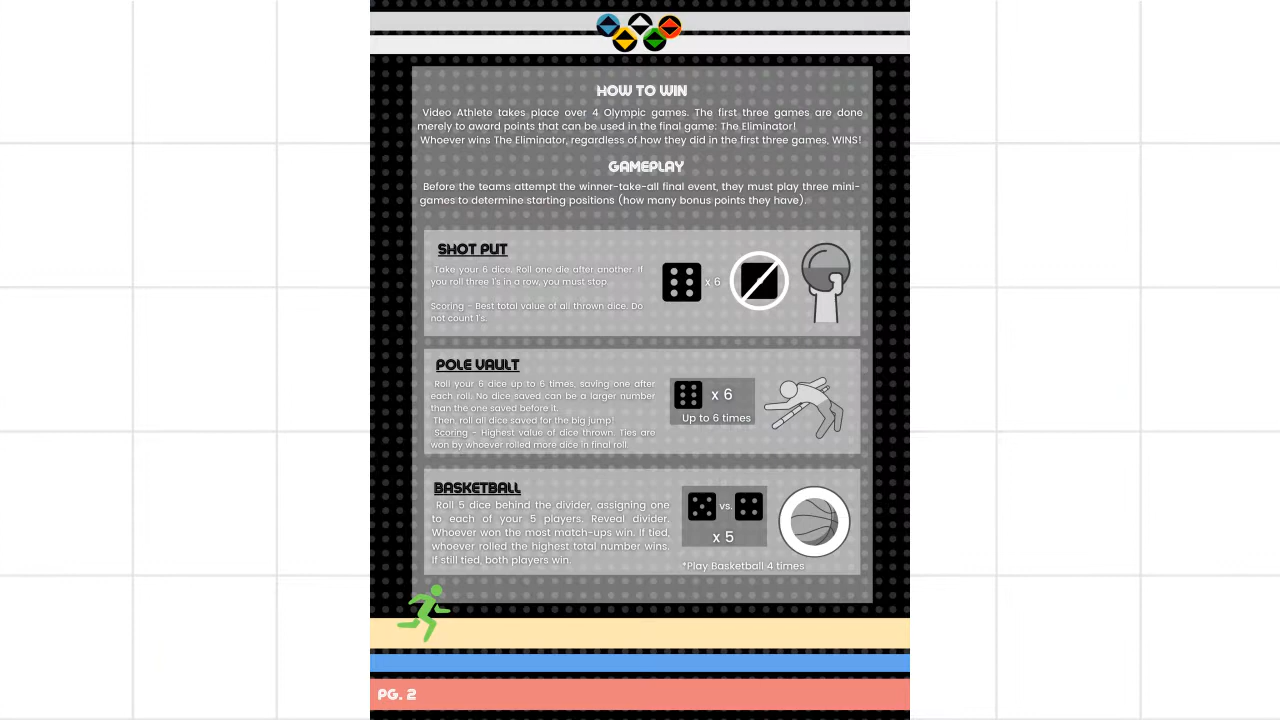 HOW TO WIN
Video Athlete takes place over 4 Olympic games. The first three games are done
merely to award points that can be used in the final game: The Eliminator!
Whoever wins The Eliminator, regardless of how they did in the first three games, WINS!
GAMEPLAY
Before the teams attempt the winner-take-all final event, they must play three mini-
games to determine starting positions (how many bonus points they have).
SHOT PUT
Take your 6 dice. Roll one die after another. If
you roll three 1's in a row, you must stop
Scoring - Best total value of all thrown dice. Do
not count 1's.
x 6
POLE VAULT
Roll your 6 dice up to 6 times, saving one after
each roll. No dice saved can be a larger number
than the one saved before it.
Then, roll all dice saved for the big jump!
Scoring - Highest value of dice thrown. Ties are
won by whoever rolled more dice in final roll.
x 6
Up to 6 times
BASKETBALL
Roll 5 dice behind the divider, assigning one
to each of your 5 players. Reveal divider.
Whoever won the most match-ups win. If tied,
whoever rolled the highest total number wins.
If still tied, both players win.
vs.
x 5
*Play Basketball 4 times
PG. 2